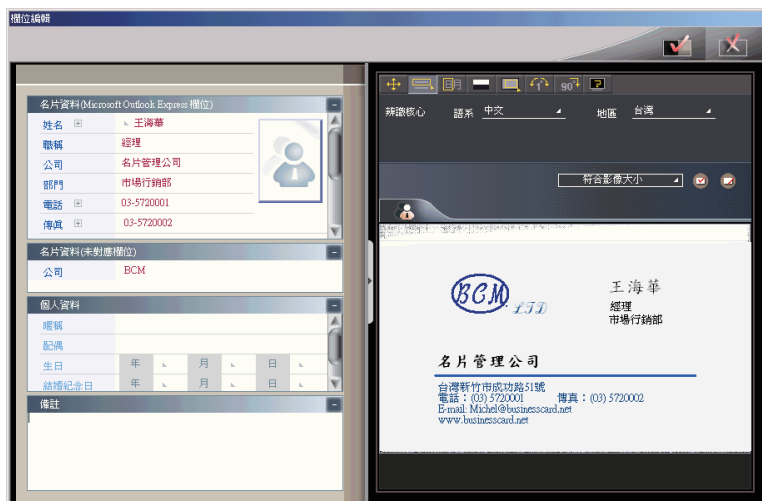 欄位編輯
名片資料(Microsoft Outlook Express 欄位)
姓名 王海華
職稱 經理
公司 名片管理公司
部門 市場行銷部
電話 03-5720001
傳真 03-5720002
名片資料(未對應欄位)
公司 BCM
個人資料
暱稱
配偶
生日 年 月 日
結婚紀念日 年 月 日
備註
90
辨識核心 語系 中文 地區 台灣
符合影像大小
BCM. LTD
王海華
經理
市場行銷部
名片管理公司
台灣新竹市成功路51號
電話：(03) 5720001 傳真：(03) 5720002
E-mail: Michel@businesscard.net
www.businesscard.net